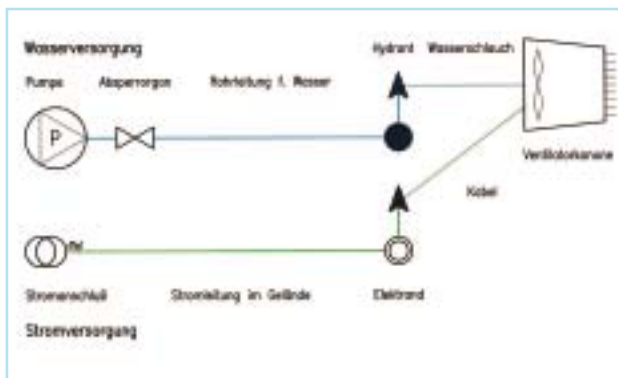 Wasserversorgung
Hydrant Wasserschlauch
Pumpe Absperrorgan Rohrleitung f. Wasser
P
Ventilatorkanone
Kabel
Stromanschluß Stromleitung im Gelände Elektrant
Stromversorgung